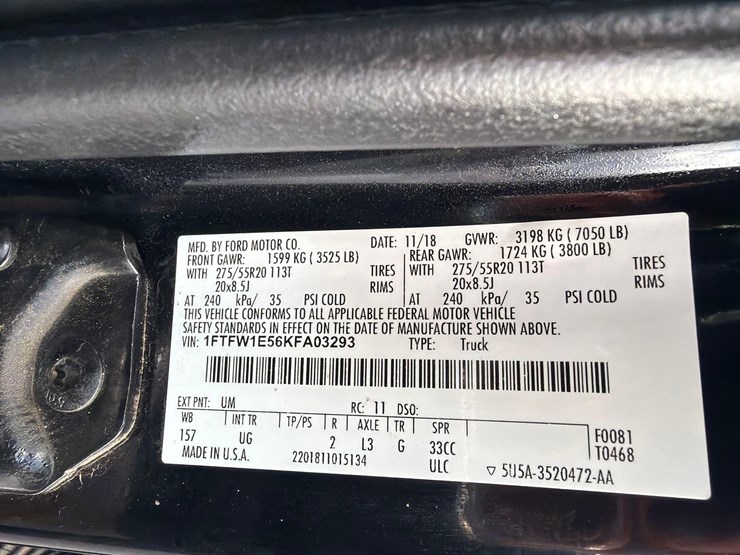 MFD. BY FORD MOTOR CO. DATE: 11/18 GVWR: 3198 KG ( 7050 LB)
FRONT GAWR: 1599 KG ( 3525 LB) REAR GAWR: 1724 KG ( 3800 LB)
WITH 275/55R20 113T TIRES WITH 275/55R20 113T TIRES
20x8.5J RIMS 20x8.5J RIMS
AT 240 kPa/ 35 PSI COLD AT 240 kPa/ 35 PSI COLD
THIS VEHICLE CONFORMS TO ALL APPLICABLE FEDERAL MOTOR VEHICLE
SAFETY STANDARDS IN EFFECT ON THE DATE OF MANUFACTURE SHOWN ABOVE.
VIN: 1FTFW1E56KFA03293 TYPE: Truck
EXT PNT: UM RC: 11 DSO:
WB INT TR TP/PS R AXLE TR SPR F0081
157 UG 2 L3 G 33CC T0468
MADE IN U.S.A. 2201811015134 ULC ▽ 5U5A-3520472-AA